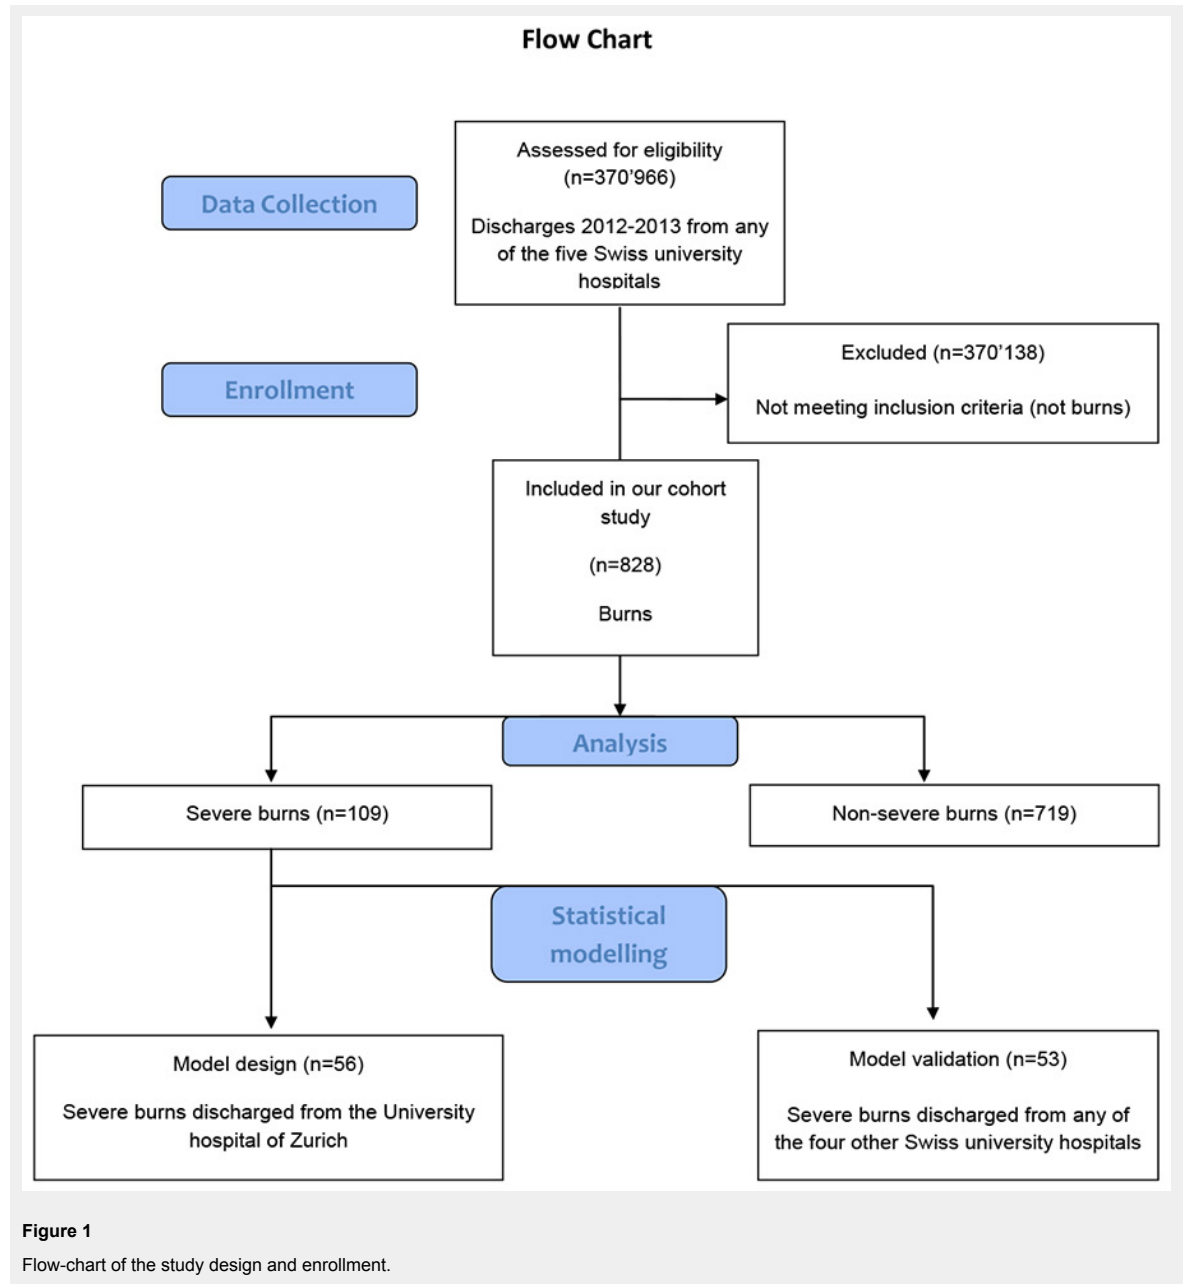 Flow Chart
Data Collection
Assessed for eligibility
(n=370’966)
Discharges 2012-2013 from any
of the five Swiss university
hospitals
Enrollment
Excluded (n=370’138)
Not meeting inclusion criteria (not burns)
Included in our cohort
study
(n=828)
Burns
Analysis
Severe burns (n=109)
Non-severe burns (n=719)
Statistical
modelling
Model design (n=56)
Severe burns discharged from the University
hospital of Zurich
Model validation (n=53)
Severe burns discharged from any of
the four other Swiss university hospitals
Figure 1
Flow-chart of the study design and enrollment.